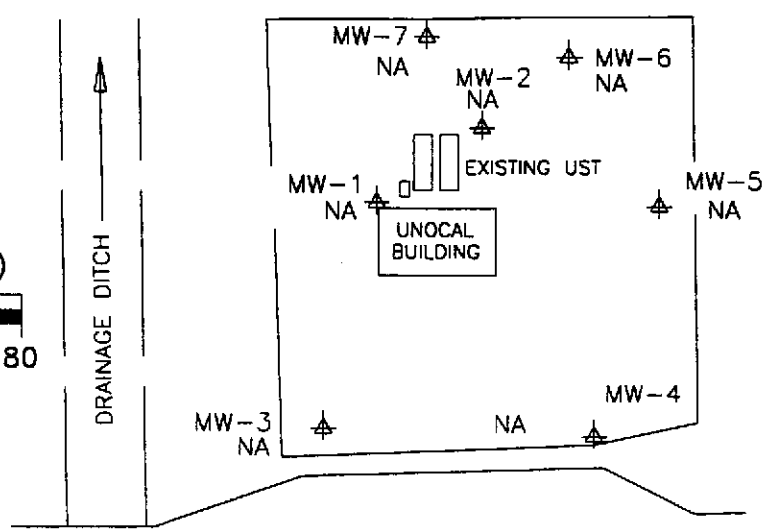 MW-7
NA
MW-6
NA
MW-2
NA
EXISTING UST
MW-1
NA
MW-5
NA
UNOCAL
BUILDING
DRAINAGE DITCH
80
MW-3
NA
MW-4
NA